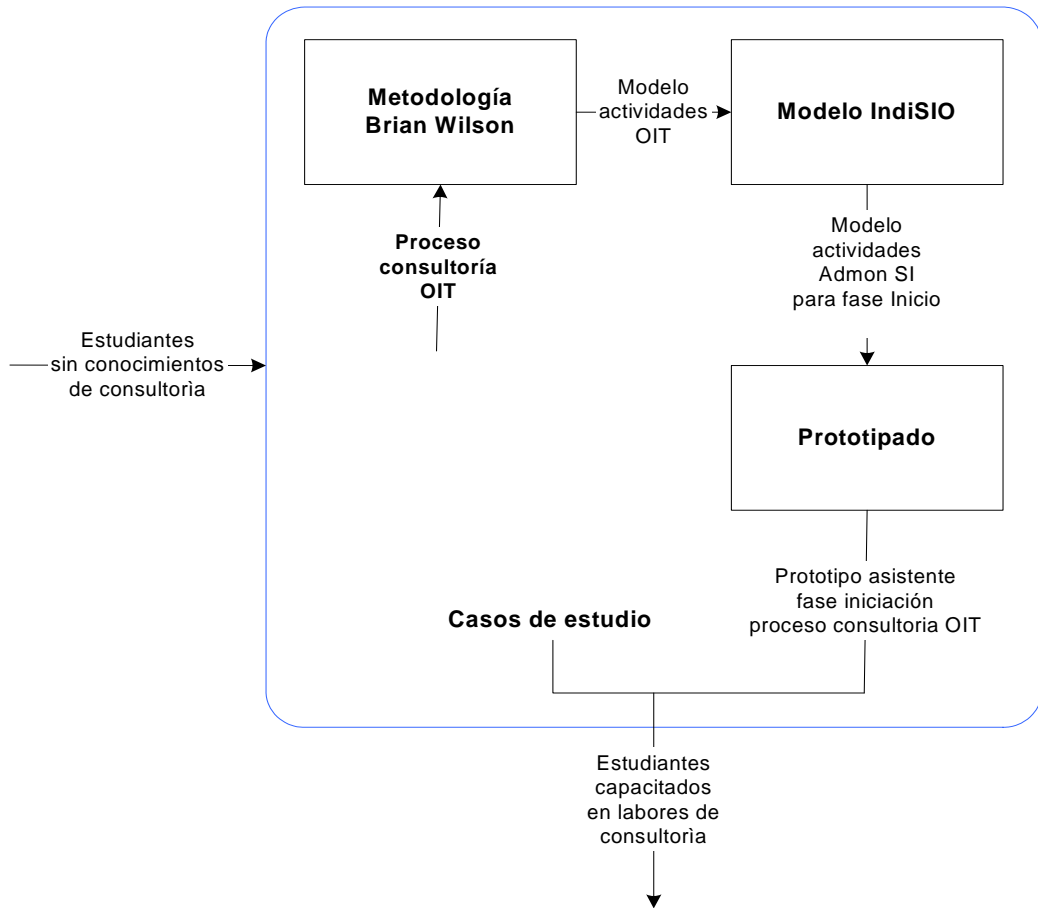 Metodología
Brian Wilson
Modelo
actividades
OIT
Modelo IndiSIO
Proceso
consultoría
OIT
Modelo
actividades
Admon SI
para fase Inicio
Estudiantes
sin conocimientos
de consultorìa
Prototipado
Prototipo asistente
fase iniciación
proceso consultoria OIT
Casos de estudio
Estudiantes
capacitados
en labores de
consultorìa